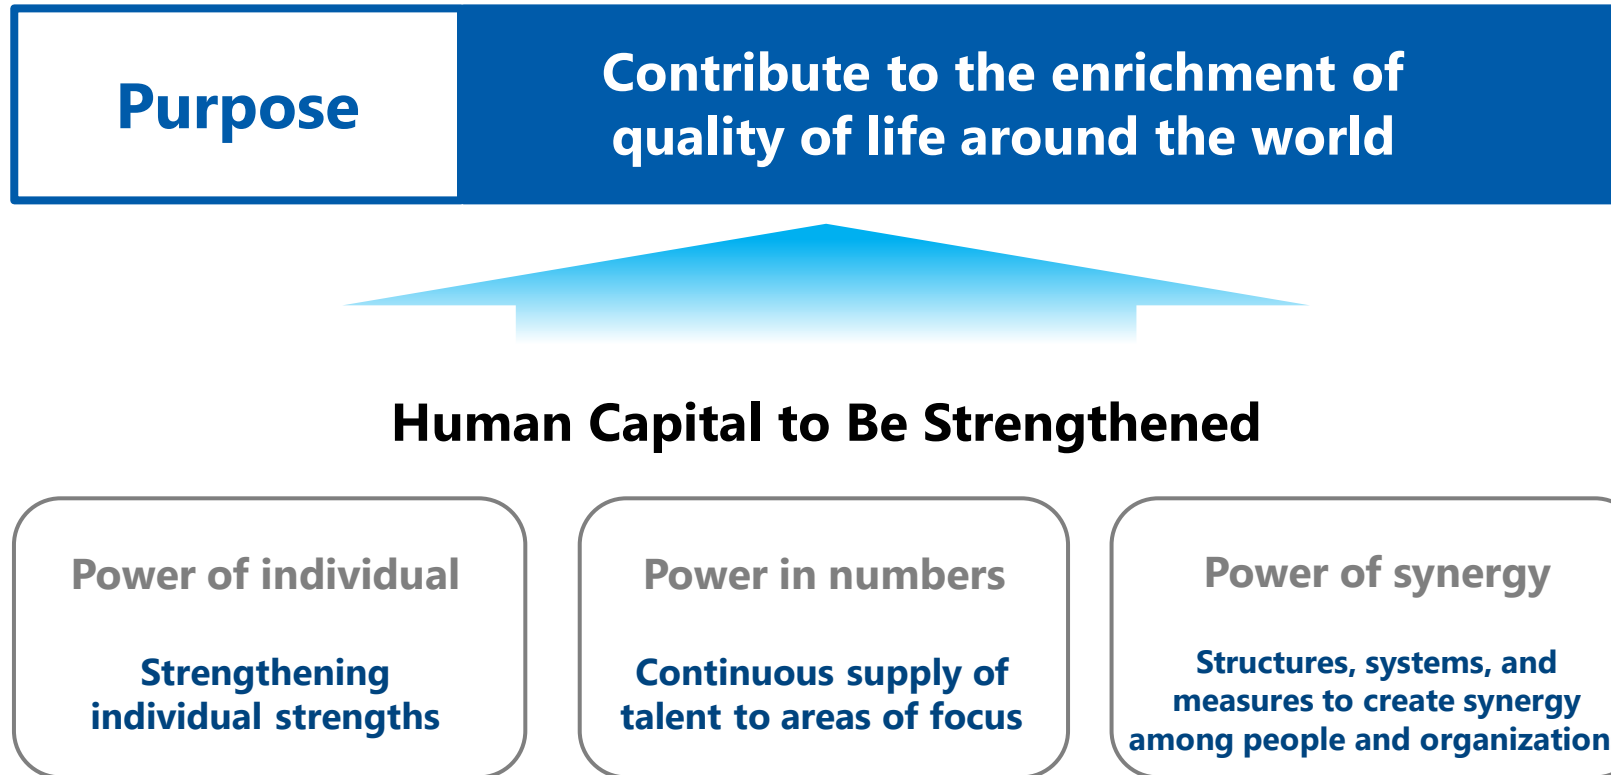 Purpose
Contribute to the enrichment of
quality of life around the world
Human Capital to Be Strengthened
Power of individual
Strengthening
individual strengths
Power in numbers
Continuous supply of
talent to areas of focus
Power of synergy
Structures, systems, and
measures to create synergy
among people and organization